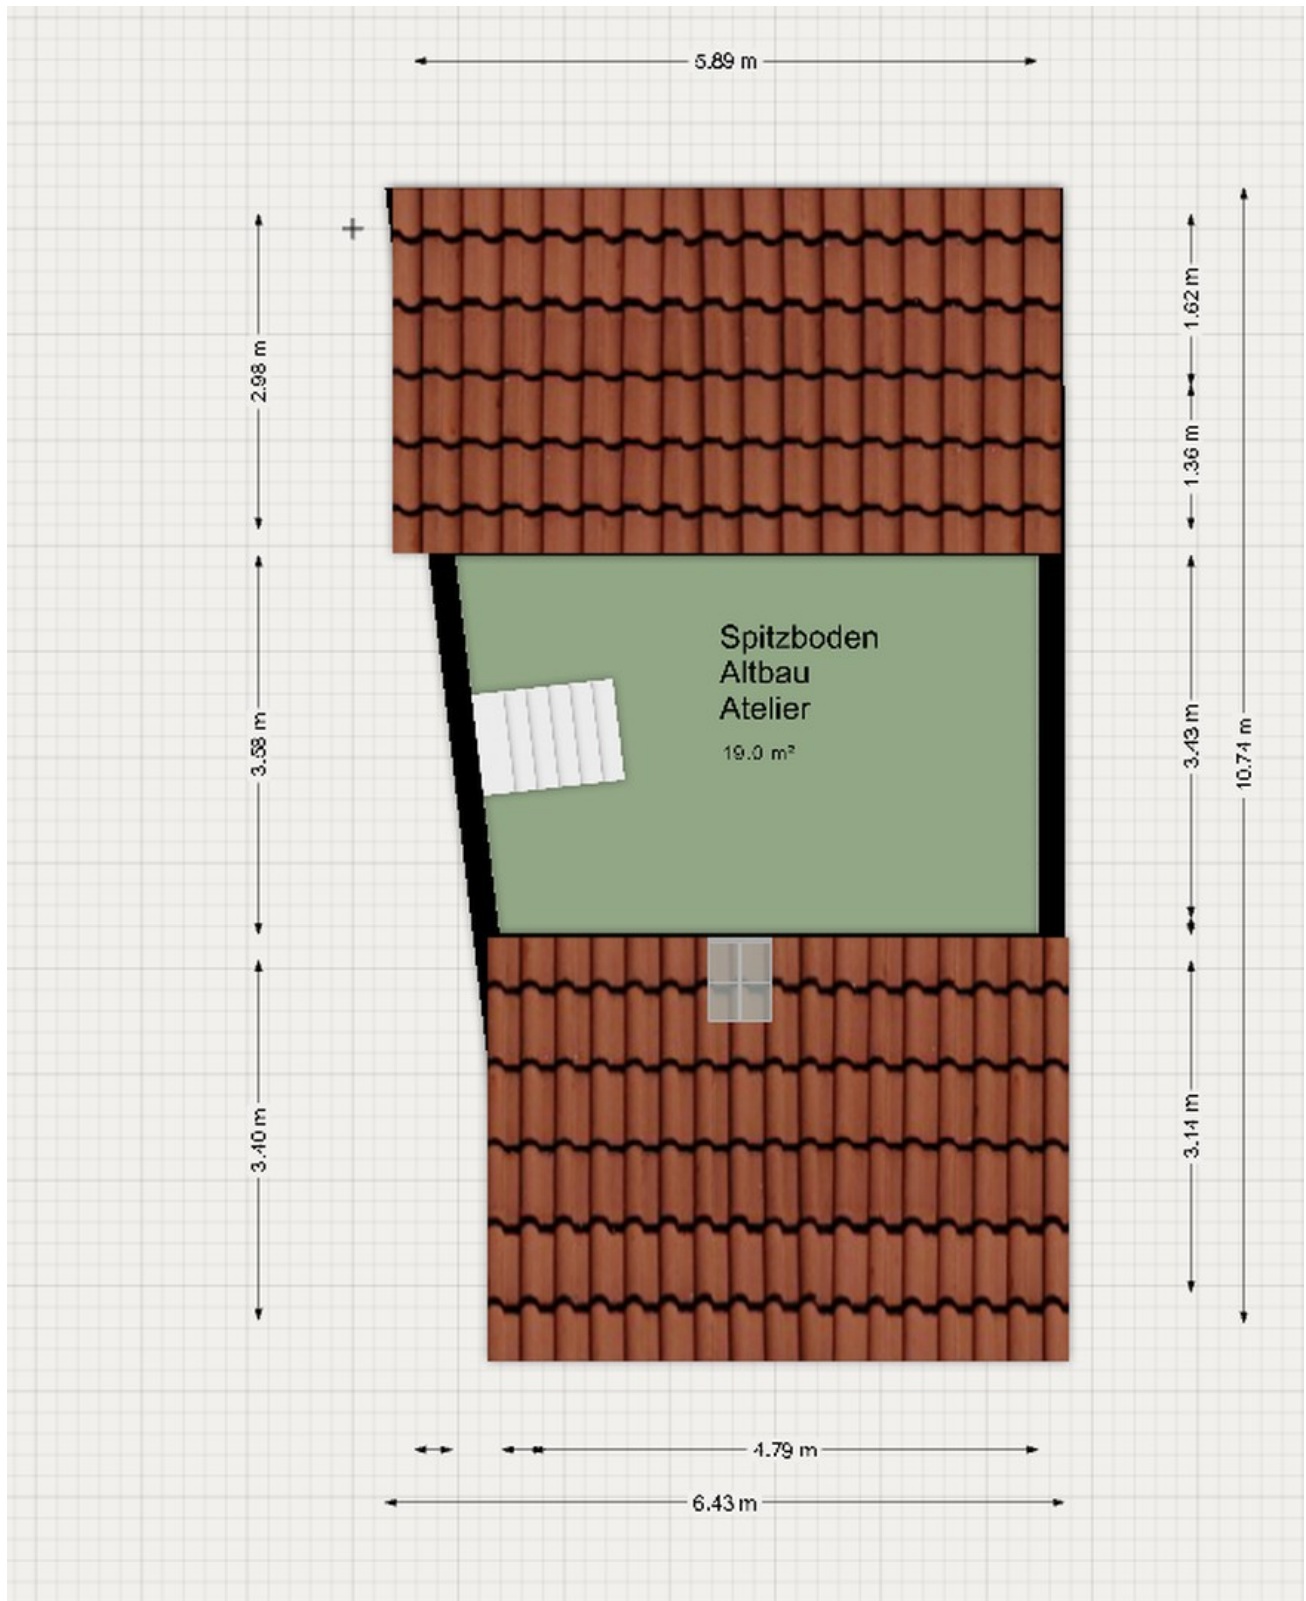 5.89 m
1.62 m
2.98 m
1.36 m
Spitzboden
Altbau
Atelier
19.0 m²
3.58 m
3.43 m
10.74 m
3.40 m
3.14 m
4.79 m
6.43 m